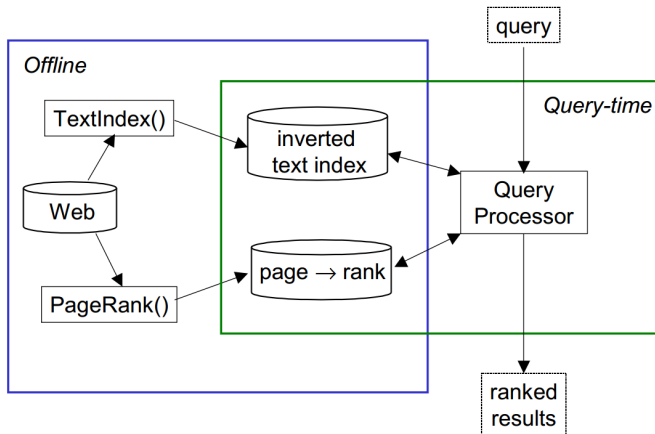 query
Offline
Query-time
TextIndex()
inverted
text index
Web
Query
Processor
page → rank
PageRank()
ranked
results